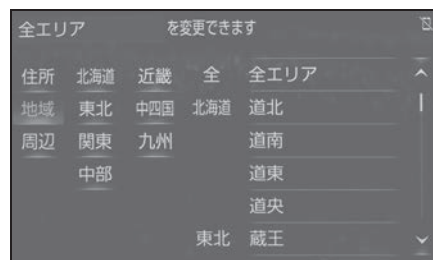 全エリア を変更できます
住所 北海道 近畿 全 全エリア
地域 東北 中四国 北海道 道北
周辺 関東 九州 道南
中部 道東
道央
東北 蔵王